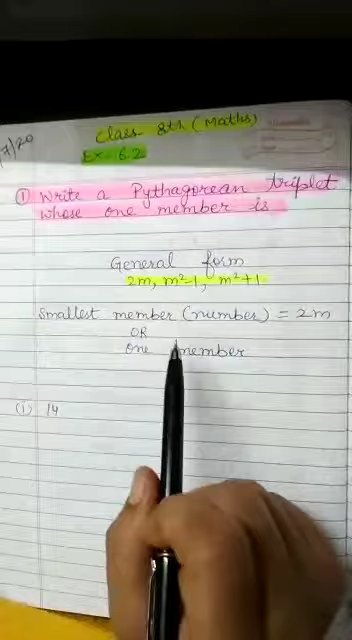 7/20
Class 8th (Maths)
Ex-6.2
① Write a Pythagorean triplet
whose one member is
General form
2m, m²-1, m²+1
Smallest member (number) = 2m
OR
one member
(i) 14